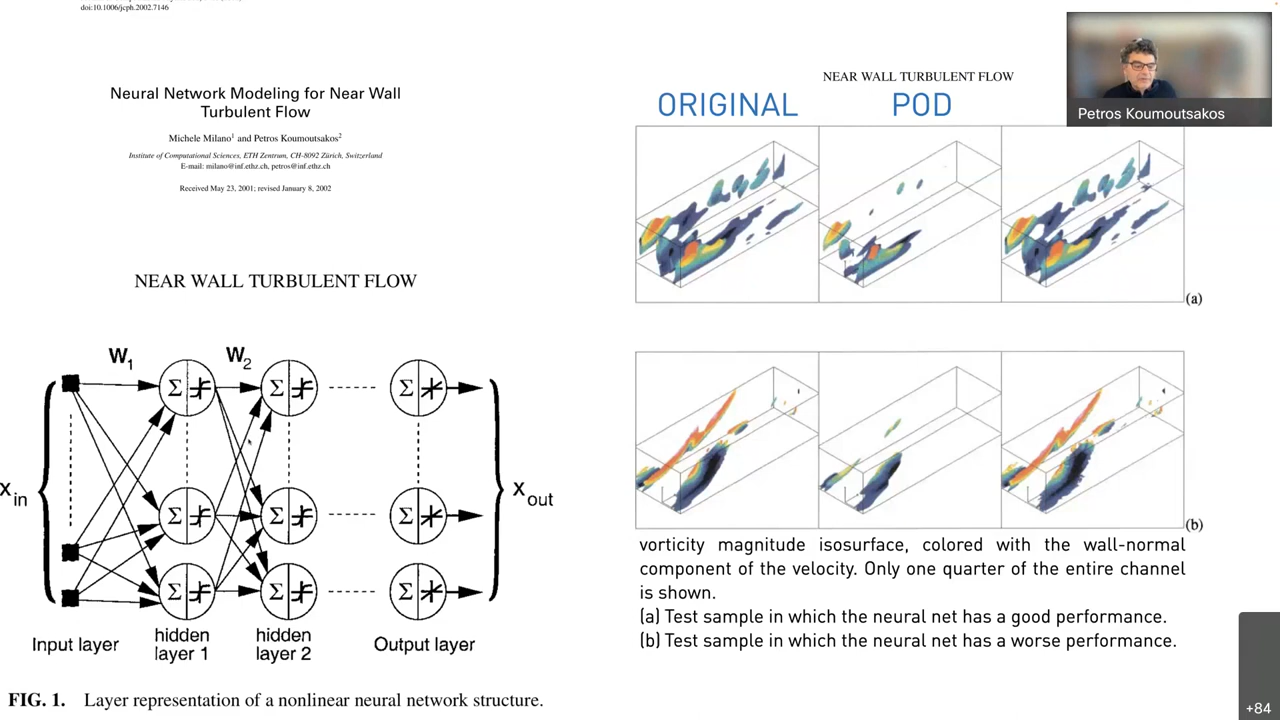 doi:10.1006/jcph.2002.7146
Neural Network Modeling for Near Wall
Turbulent Flow
Michele Milano1 and Petros Koumoutsakos2
Institute of Computational Sciences, ETH Zentrum, CH-8092 Zürich, Switzerland
E-mail: milano@inf.ethz.ch, petros@inf.ethz.ch
Received May 23, 2001; revised January 8, 2002
NEAR WALL TURBULENT FLOW
W1
W2
Σ Σ Σ
Xin
Σ Σ Σ
Xout
Σ Σ Σ
Input layer
hidden
layer 1
hidden
layer 2
Output layer
FIG. 1. Layer representation of a nonlinear neural network structure.
NEAR WALL TURBULENT FLOW
ORIGINAL
POD
Petros Koumoutsakos
(a)
(b)
vorticity magnitude isosurface, colored with the wall-normal
component of the velocity. Only one quarter of the entire channel
is shown.
(a) Test sample in which the neural net has a good performance.
(b) Test sample in which the neural net has a worse performance.
+84